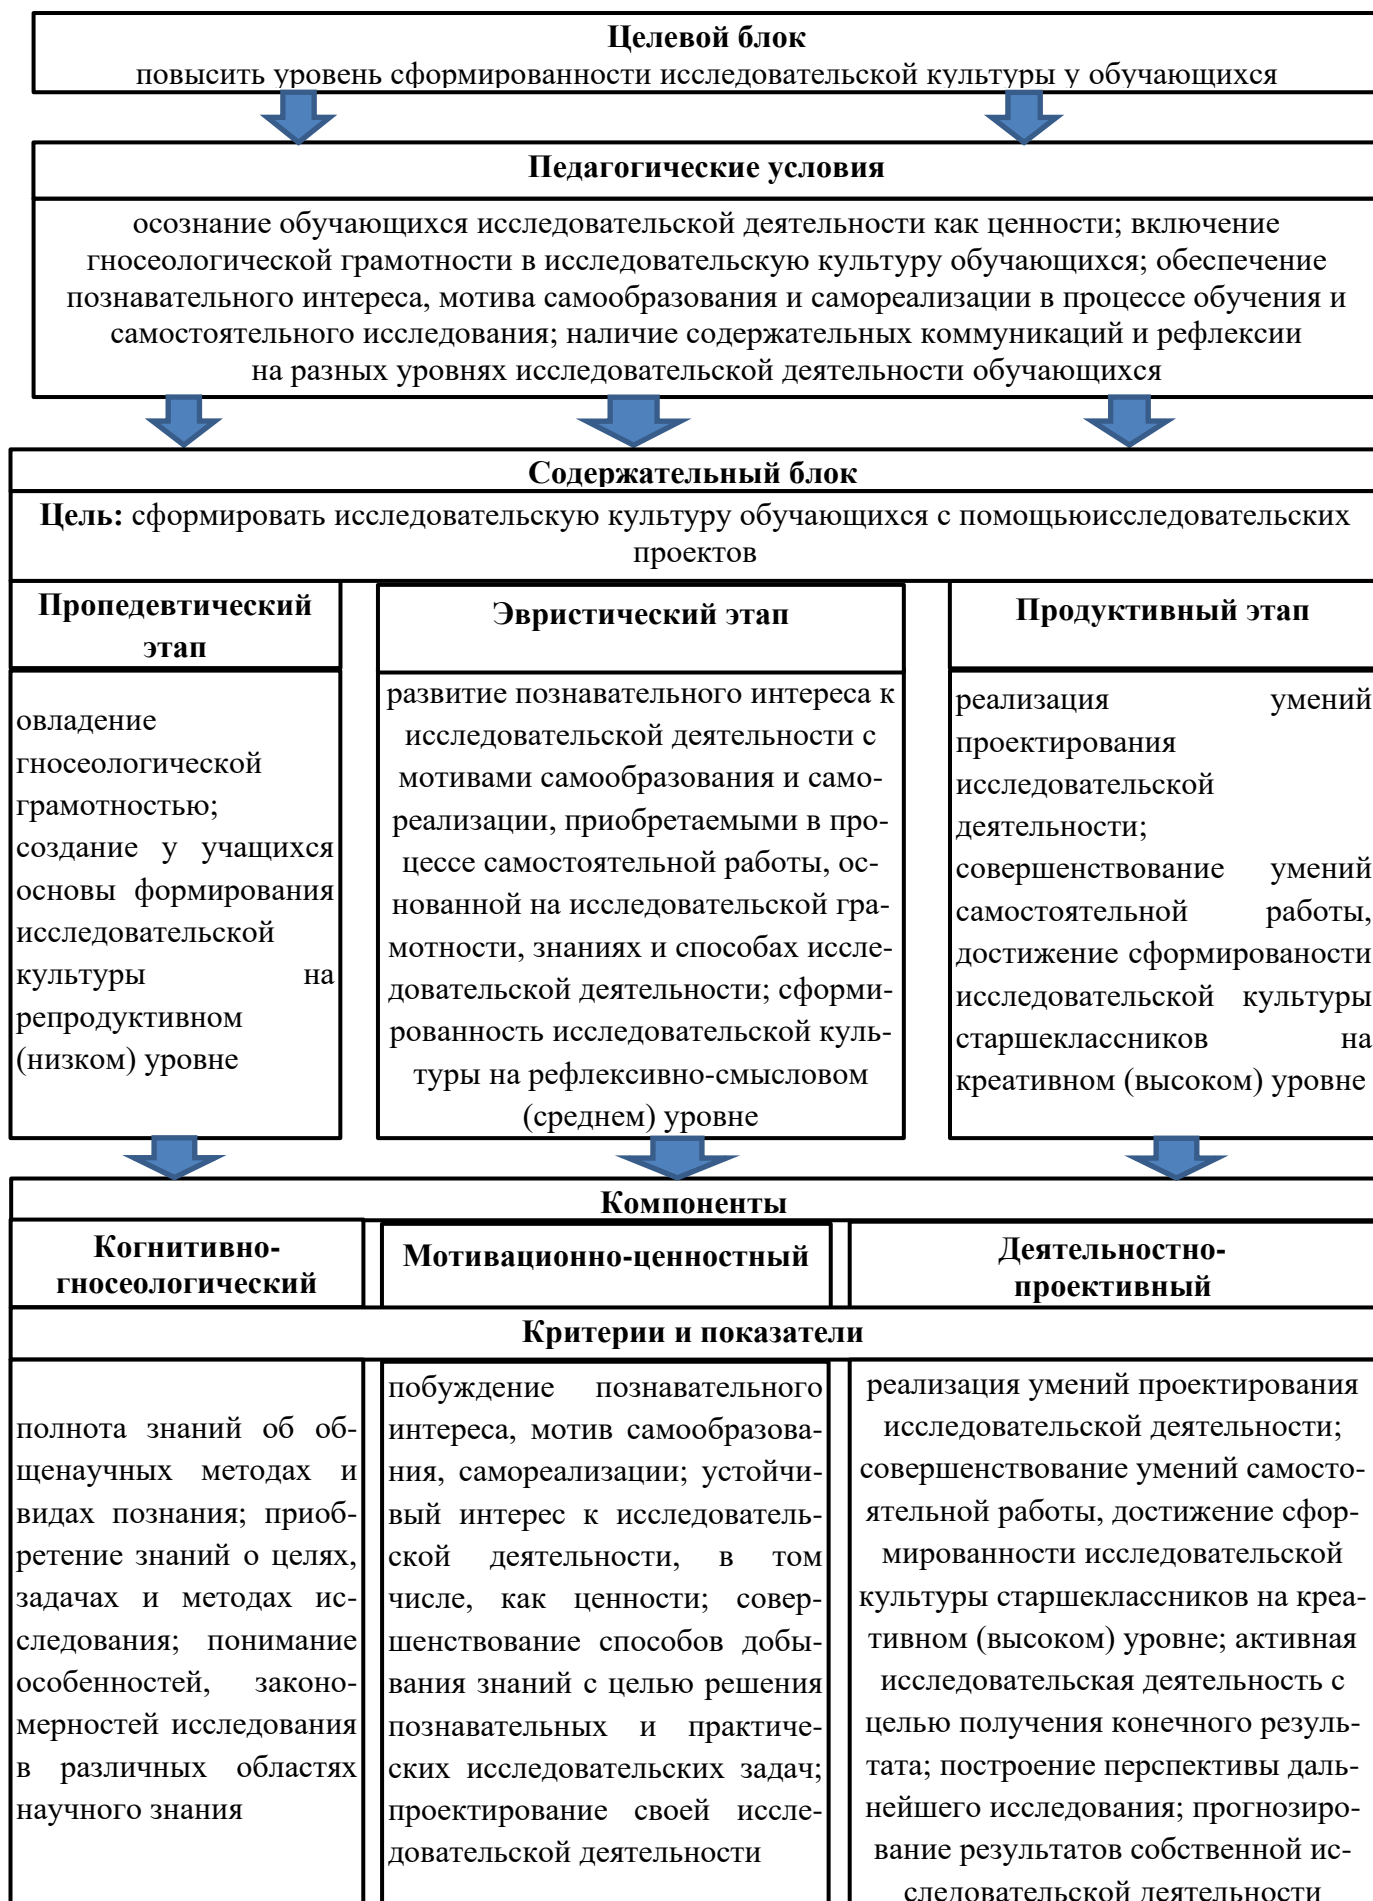 Целевой блок
повысить уровень сформированности исследовательской культуры у обучающихся
Педагогические условия
осознание обучающихся исследовательской деятельности как ценности; включение
гносеологической грамотности в исследовательскую культуру обучающихся; обеспечение
познавательного интереса, мотива самообразования и самореализации в процессе обучения и
самостоятельного исследования; наличие содержательных коммуникаций и рефлексии
на разных уровнях исследовательской деятельности обучающихся
Содержательный блок
Цель: сформировать исследовательскую культуру обучающихся с помощьюисследовательских
проектов
Пропедевтический
этап
овладение
гносеологической
грамотностью;
создание у учащихся
основы формирования
исследовательской
культуры на
репродуктивном
(низком) уровне
Эвристический этап
развитие познавательного интереса к
исследовательской деятельности с
мотивами самообразования и само-
реализации, приобретаемыми в про-
цессе самостоятельной работы, ос-
нованной на исследовательской гра-
мотности, знаниях и способах иссле-
довательской деятельности; сформи-
рованность исследовательской куль-
туры на рефлексивно-смысловом
(среднем) уровне
Продуктивный этап
реализация умений
проектирования
исследовательской
деятельности;
совершенствование умений
самостоятельной работы,
достижение сформированости
исследовательской культуры
старшеклассников на
креативном (высоком) уровне
Компоненты
Когнитивно-
гносеологический
Мотивационно-ценностный
Деятельностно-
проективный
Критерии и показатели
полнота знаний об об-
щенаучных методах и
видах познания; приоб-
ретение знаний о целях,
задачах и методах ис-
следования; понимание
особенностей, законо-
мерностей исследования
в различных областях
научного знания
побуждение познавательного
интереса, мотив самообразова-
ния, самореализации; устойчи-
вый интерес к исследователь-
ской деятельности, в том
числе, как ценности; совер-
шенствование способов добы-
вания знаний с целью решения
познавательных и практиче-
ских исследовательских задач;
проектирование своей иссле-
довательской деятельности
реализация умений проектирования
исследовательской деятельности;
совершенствование умений самосто-
ятельной работы, достижение сфор-
мированности исследовательской
культуры старшеклассников на креа-
тивном (высоком) уровне; активная
исследовательская деятельность с
целью получения конечного резуль-
тата; построение перспективы даль-
нейшего исследования; прогнозиро-
вание результатов собственной ис-
следовательской деятельности